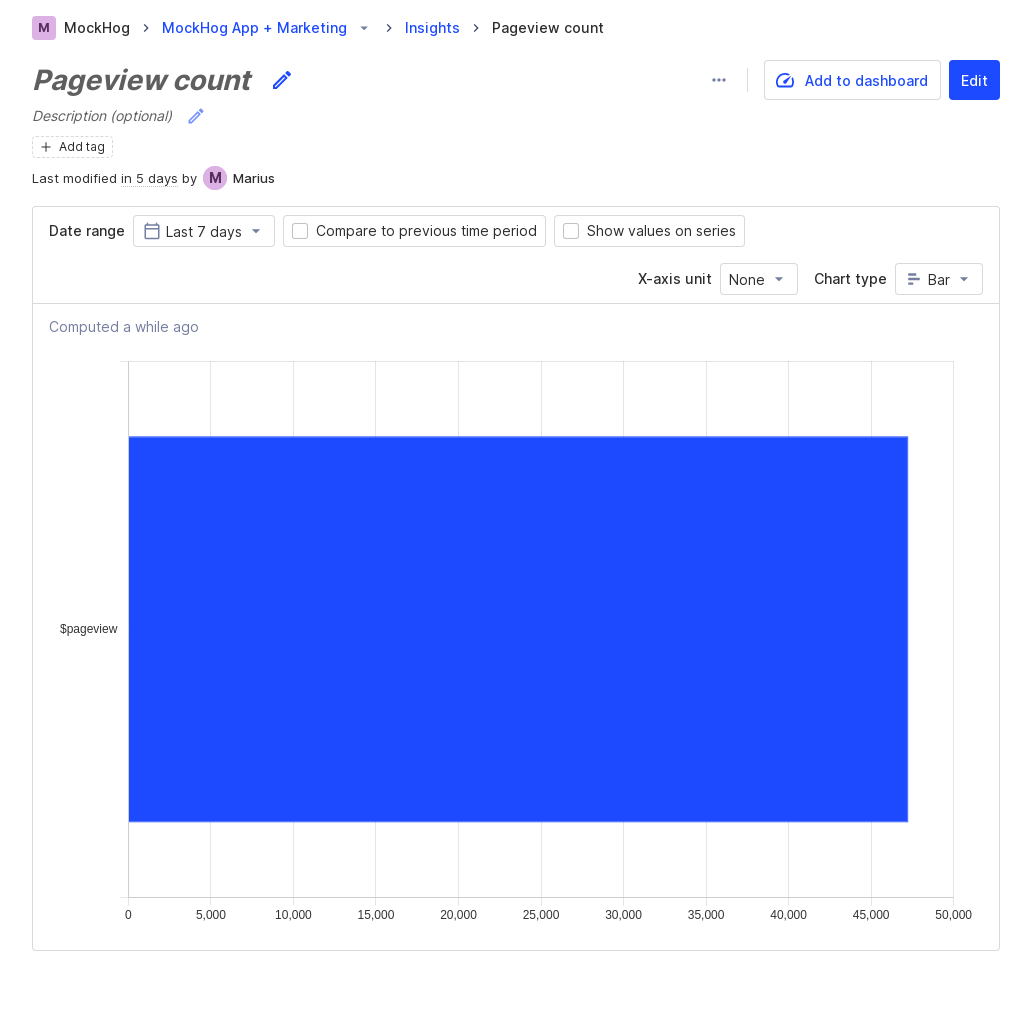 M MockHog MockHog App + Marketing Insights Pageview count
Pageview count
Add to dashboard
Edit
Description (optional)
Add tag
Last modified in 5 days by M Marius
Date range Last 7 days Compare to previous time period Show values on series
X-axis unit None Chart type Bar
Computed a while ago
$pageview
0 5,000 10,000 15,000 20,000 25,000 30,000 35,000 40,000 45,000 50,000